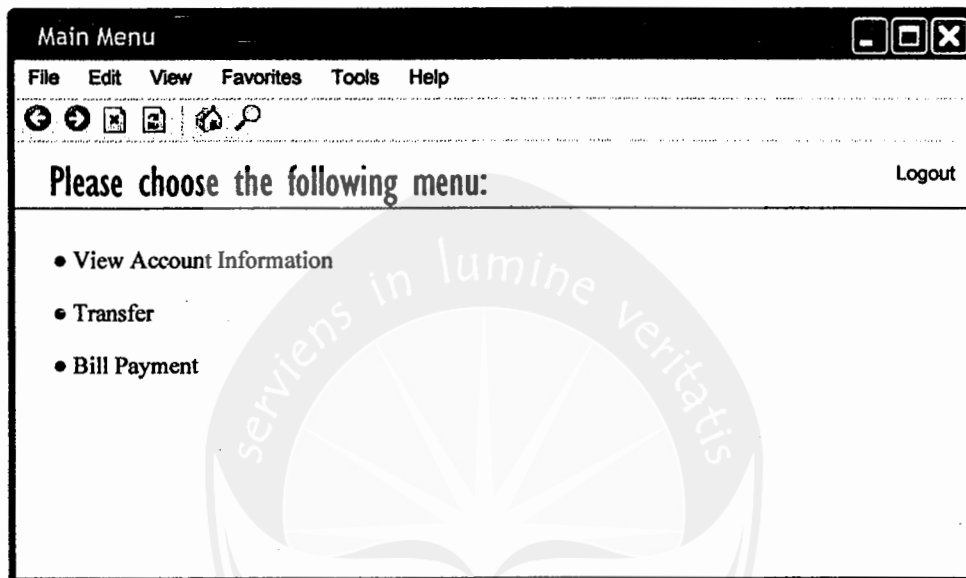 Main Menu
File Edit View Favorites Tools Help
Please choose the following menu:
Logout
• View Account Information
• Transfer
• Bill Payment
serviens in lumine veritatis